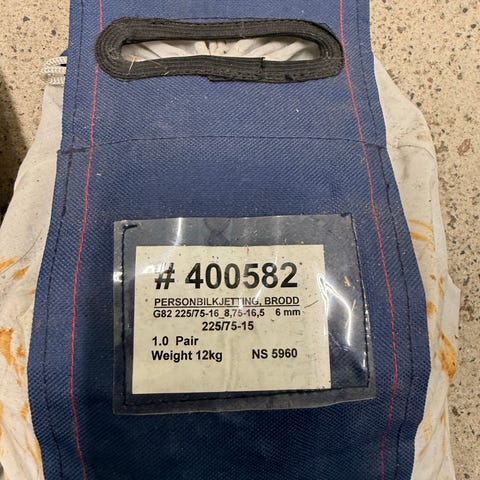 # 400582
PERSONBILKJETTING, BRODD
G82 225/75-16_8,75-16,5 6 mm
225/75-15
1.0 Pair
Weight 12kg NS 5960